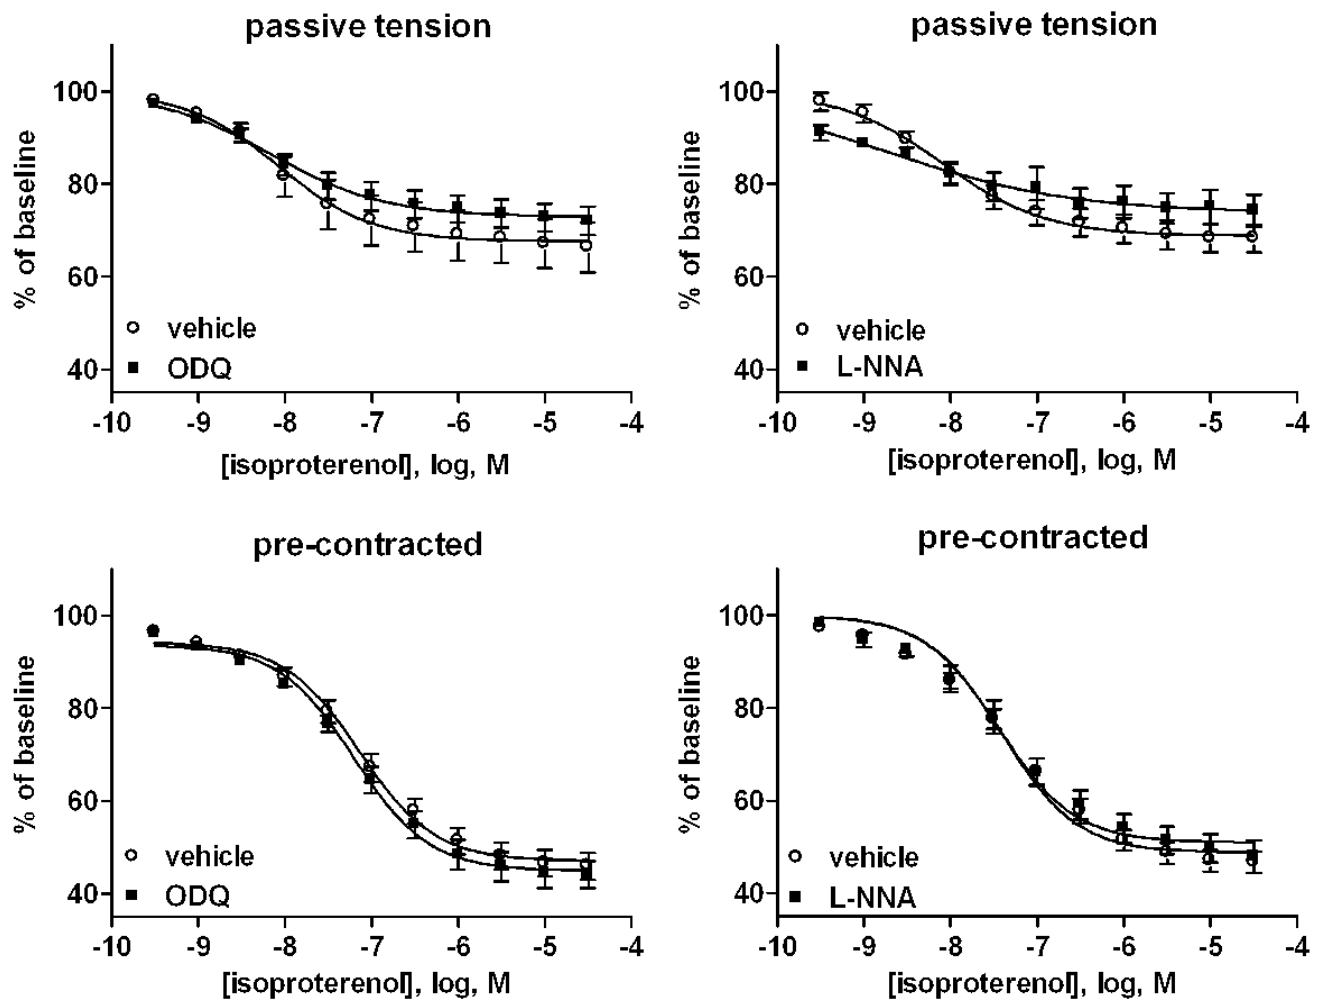 passive tension
% of baseline
100
80
60
40
vehicle
ODQ
-10 -9 -8 -7 -6 -5 -4
[isoproterenol], log, M
passive tension
% of baseline
100
80
60
40
vehicle
L-NNA
-10 -9 -8 -7 -6 -5 -4
[isoproterenol], log, M
pre-contracted
% of baseline
100
80
60
40
vehicle
ODQ
-10 -9 -8 -7 -6 -5 -4
[isoproterenol], log, M
pre-contracted
% of baseline
100
80
60
40
vehicle
L-NNA
-10 -9 -8 -7 -6 -5 -4
[isoproterenol], log, M